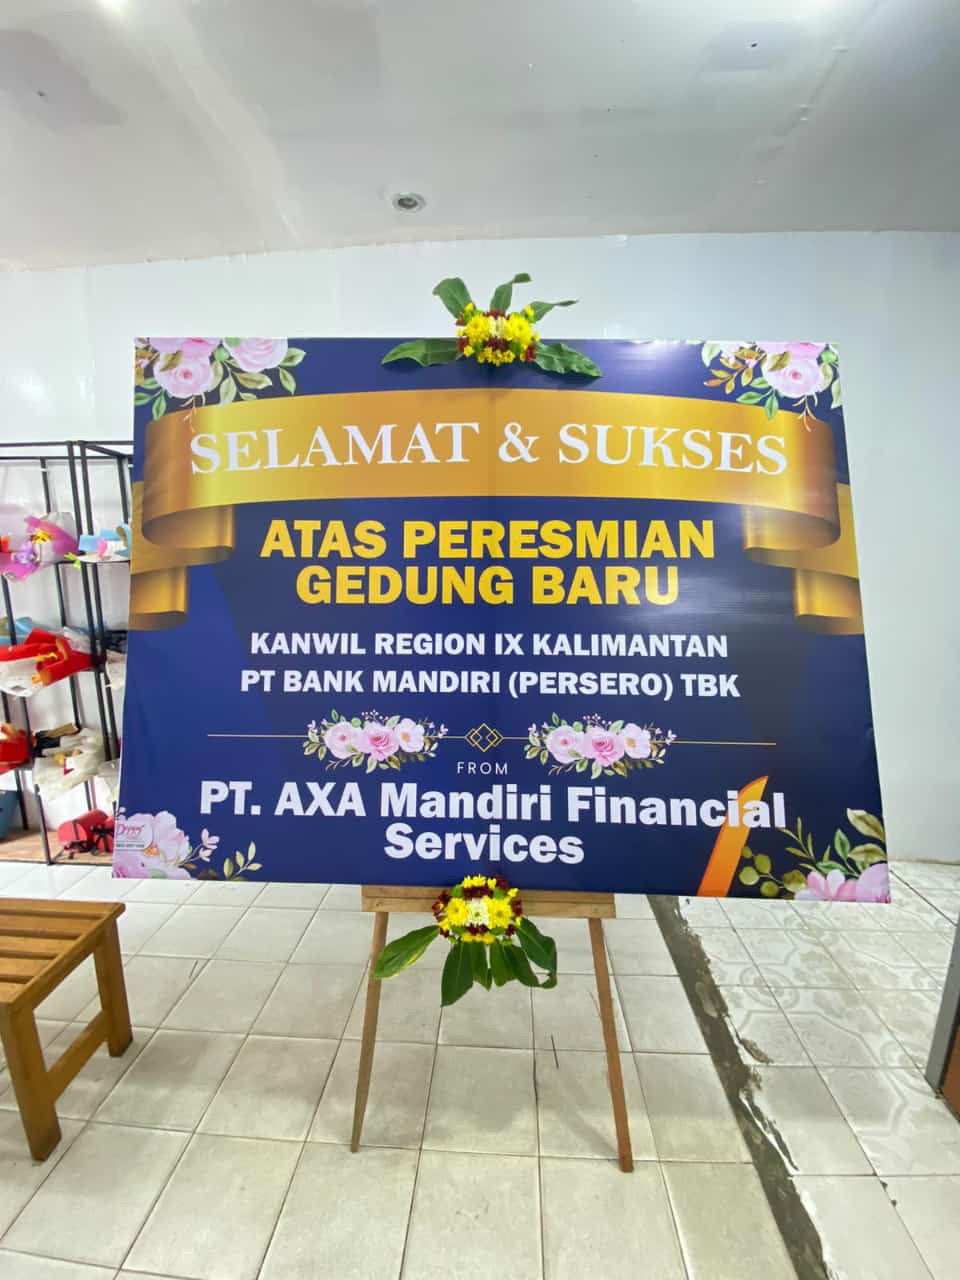 SELAMAT & SUKSES
ATAS PERESMIAN
GEDUNG BARU
KANWIL REGION IX KALIMANTAN
PT BANK MANDIRI (PERSERO) TBK
FROM
PT. AXA Mandiri Financial
Services